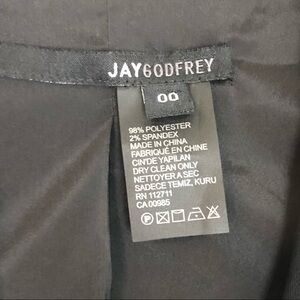 JAYGODFREY
00
98% POLYESTER
2% SPANDEX
MADE IN CHINA
FABRIQUÉ EN CHINE
CIN'DE YAPILAN
DRY CLEAN ONLY
NETTOYER A SEC
SADECE TEMIZ, KURU
RN 112711
CA 00985
P